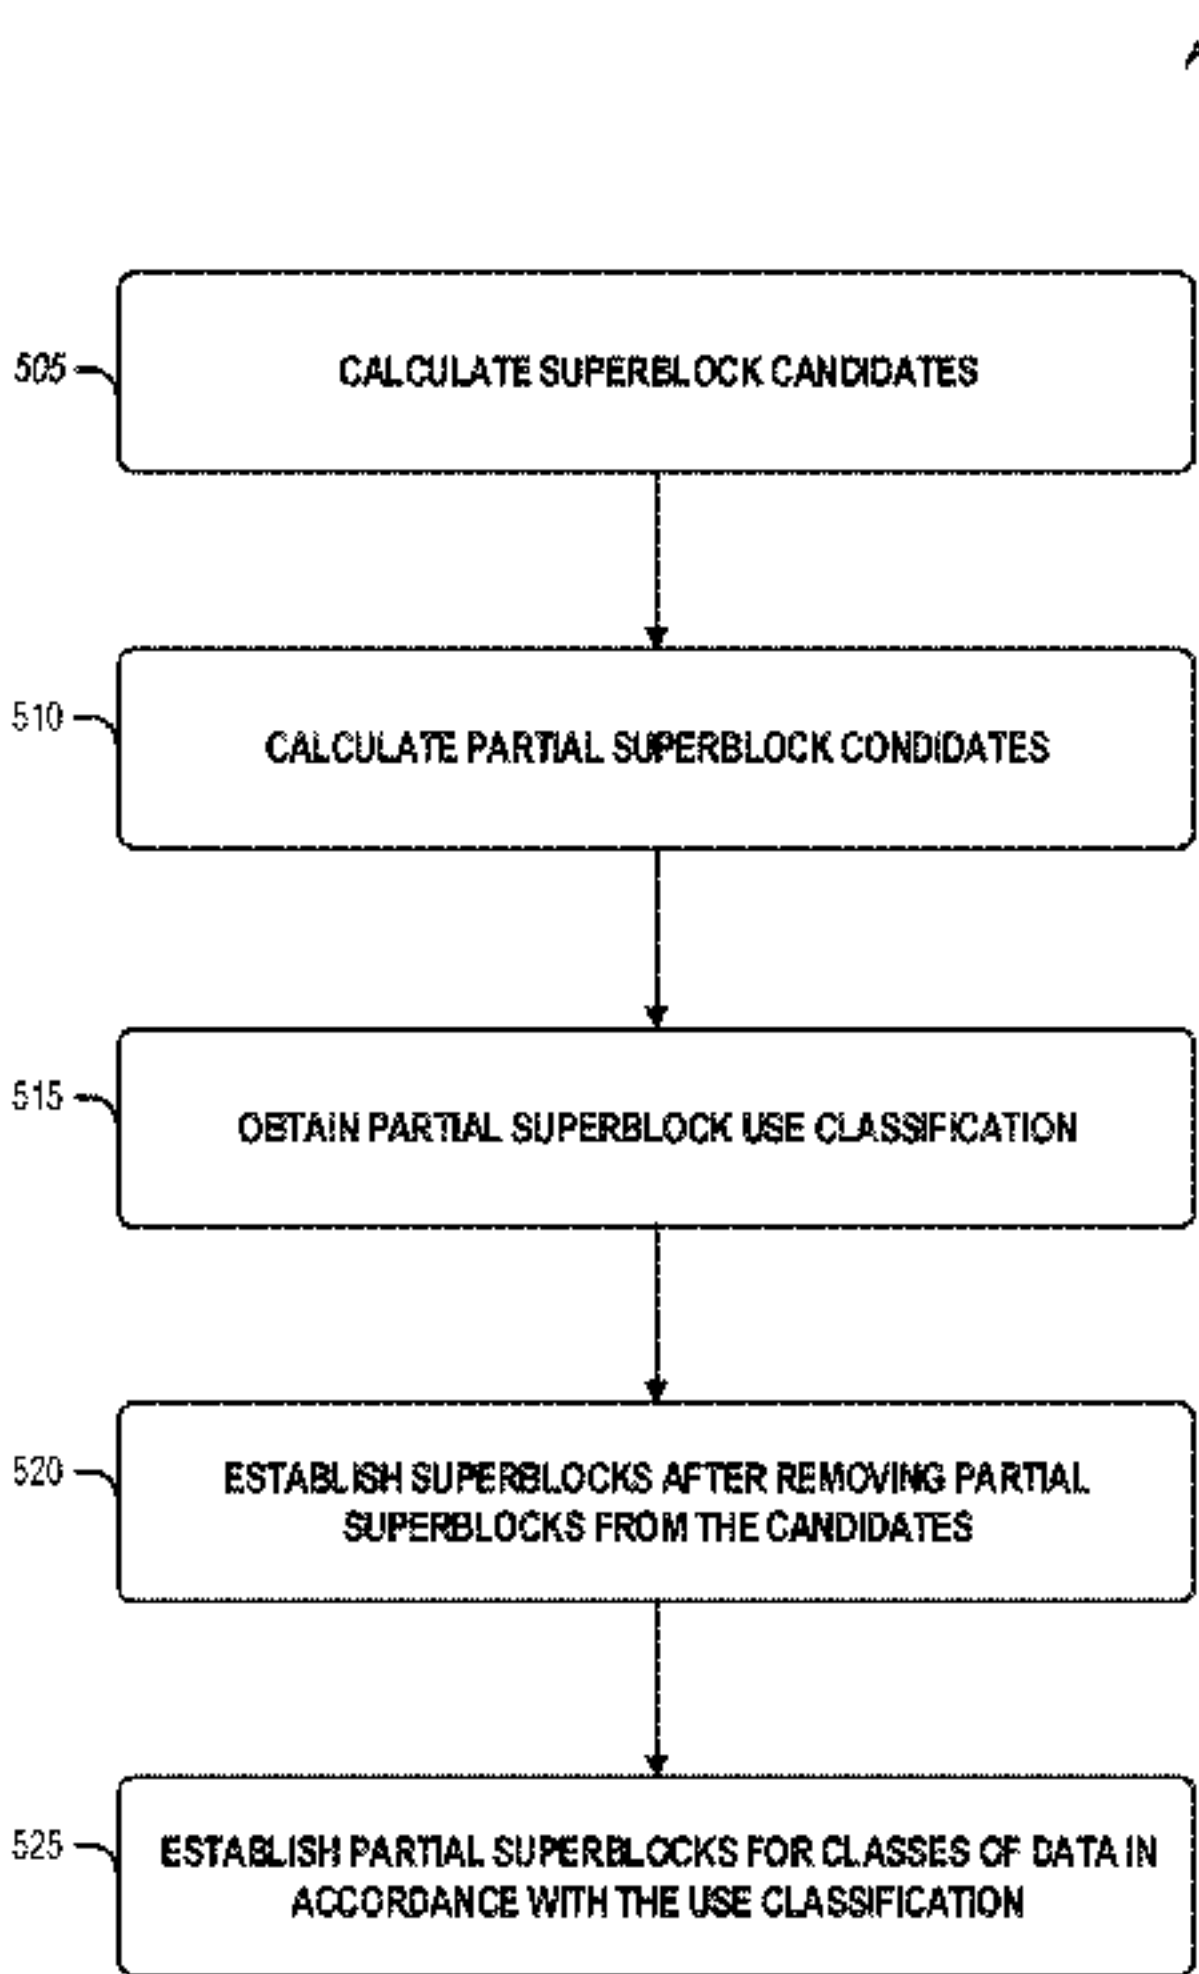 505
CALCULATE SUPERBLOCK CANDIDATES
510
CALCULATE PARTIAL SUPERBLOCK CONDIDATES
515
OBTAIN PARTIAL SUPERBLOCK USE CLASSIFICATION
520
ESTABLISH SUPERBLOCKS AFTER REMOVING PARTIAL
SUPERBLOCKS FROM THE CANDIDATES
525
ESTABLISH PARTIAL SUPERBLOCKS FOR CLASSES OF DATA IN
ACCORDANCE WITH THE USE CLASSIFICATION